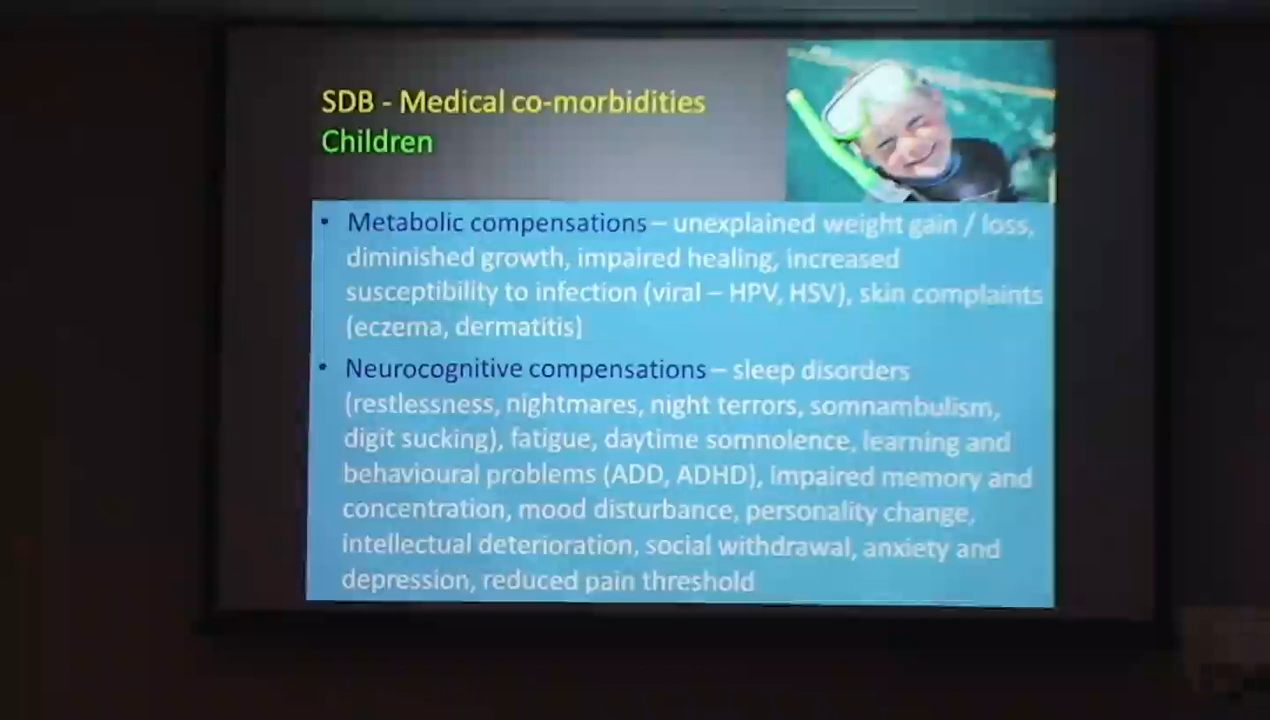 SDB - Medical co-morbidities
Children
• Metabolic compensations – unexplained weight gain / loss,
diminished growth, impaired healing, increased
susceptibility to infection (viral – HPV, HSV), skin complaints
(eczema, dermatitis)
• Neurocognitive compensations – sleep disorders
(restlessness, nightmares, night terrors, somnambulism,
digit sucking), fatigue, daytime somnolence, learning and
behavioural problems (ADD, ADHD), impaired memory and
concentration, mood disturbance, personality change,
intellectual deterioration, social withdrawal, anxiety and
depression, reduced pain threshold